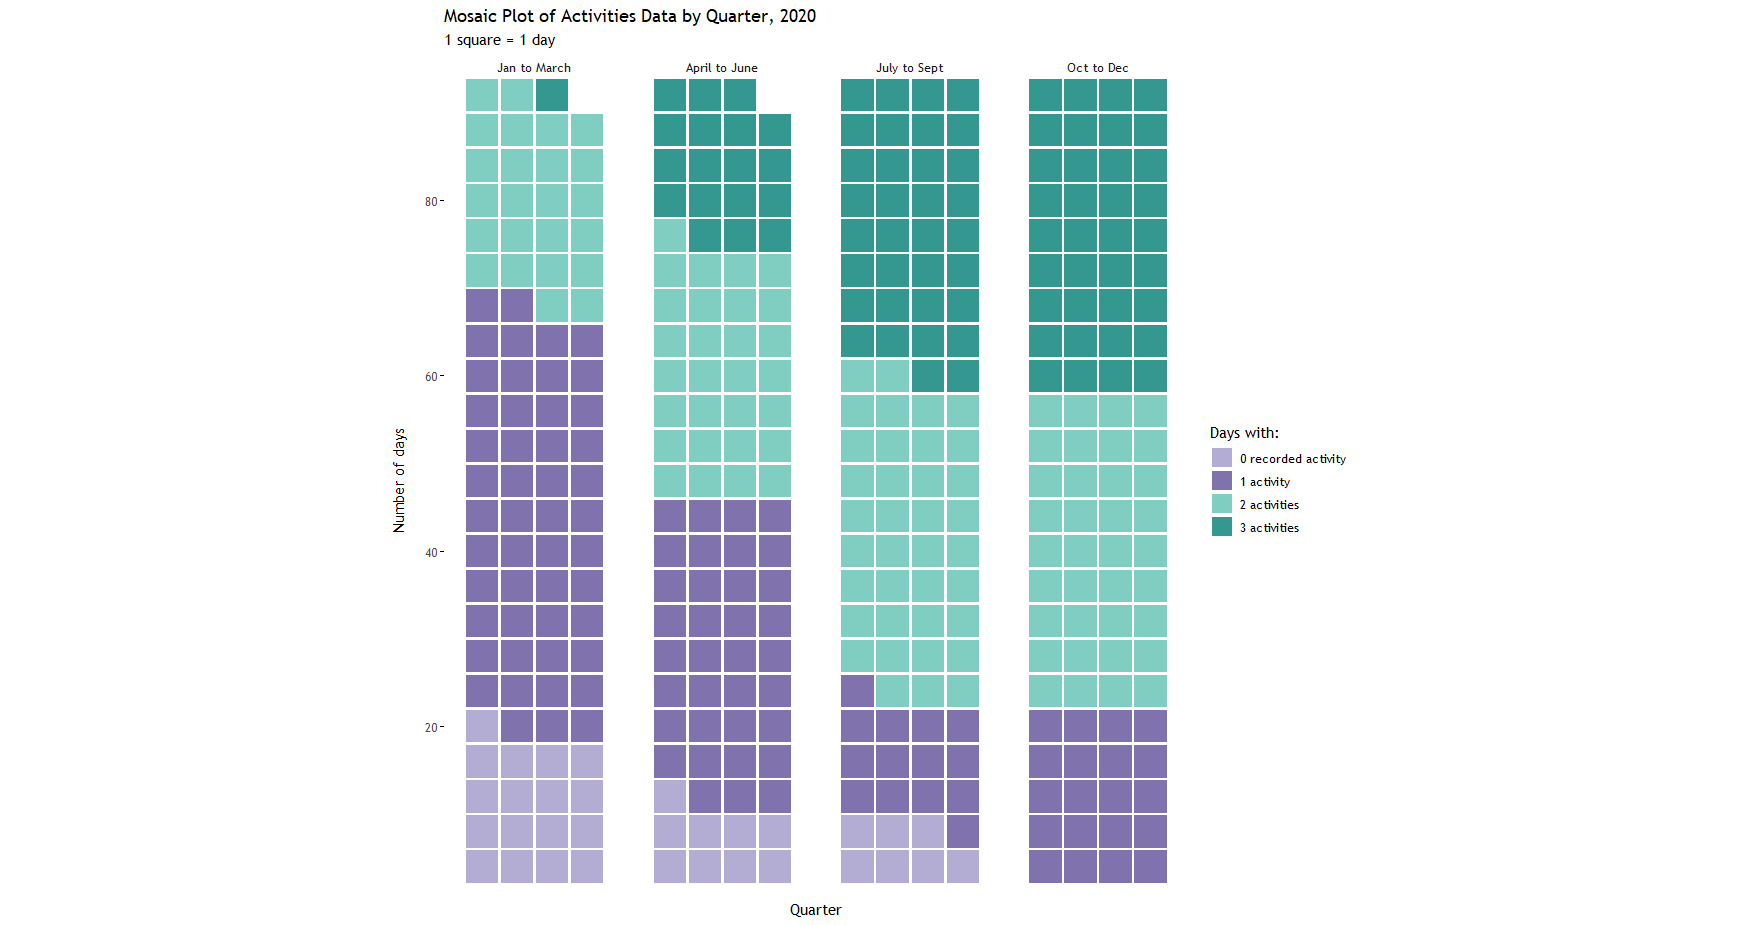 Mosaic Plot of Activities Data by Quarter, 2020
1 square = 1 day
Jan to March
April to June
July to Sept
Oct to Dec
80
60
40
20
Number of days
Quarter
Days with:
0 recorded activity
1 activity
2 activities
3 activities